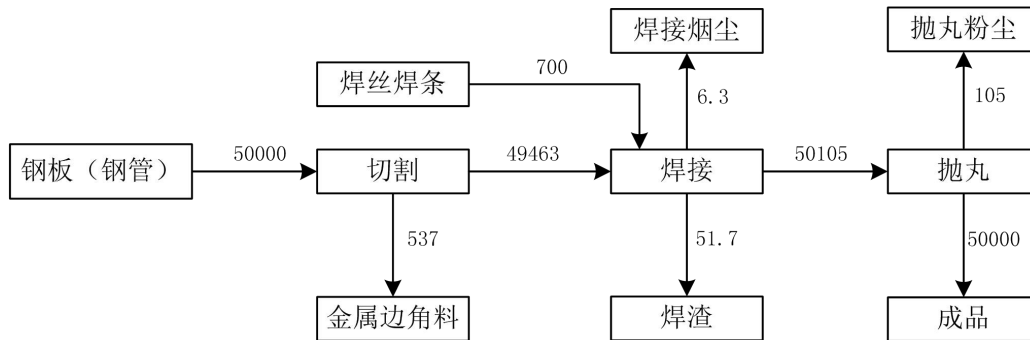 焊接烟尘
抛丸粉尘
焊丝焊条
700
6.3
105
钢板（钢管）
50000
切割
49463
焊接
50105
抛丸
537
51.7
50000
金属边角料
焊渣
成品